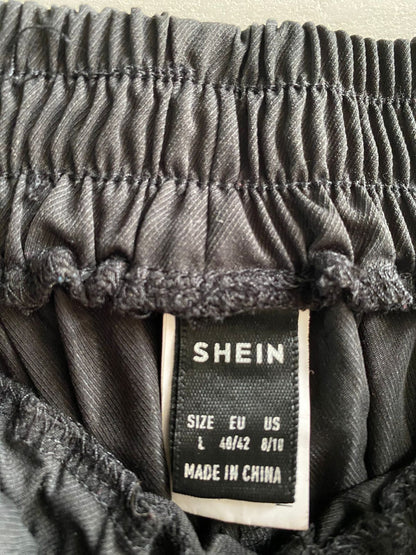 SHEIN
SIZE EU US
L 40/42 8/10
MADE IN CHINA